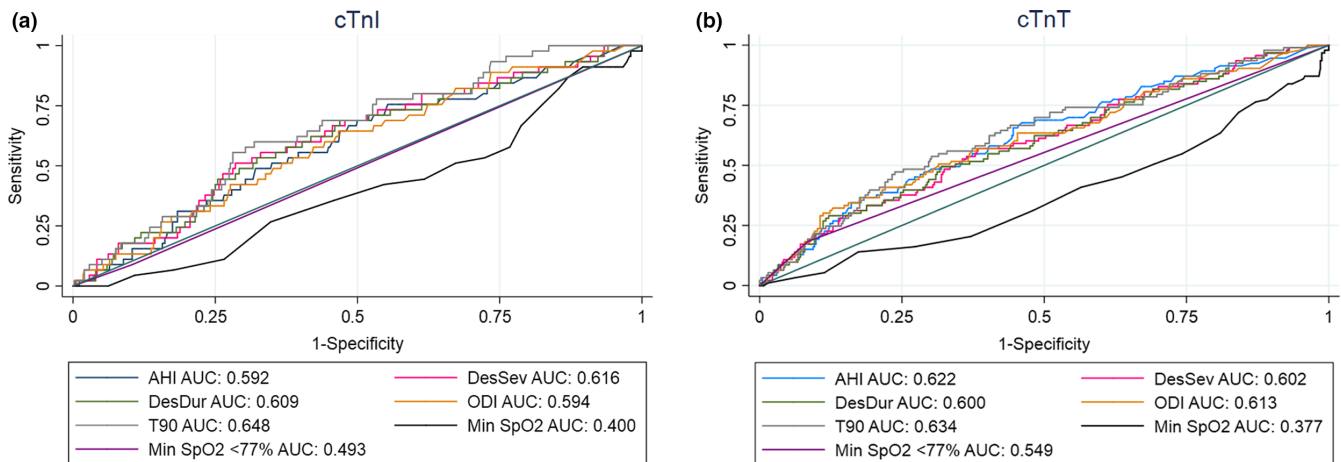 (a)
cTnI
Sensitivity
1
0.75
0.5
0.25
0
0 0.25 0.5 0.75 1
1-Specificity
AHI AUC: 0.592 DesSev AUC: 0.616
DesDur AUC: 0.609 ODI AUC: 0.594
T90 AUC: 0.648 Min SpO2 AUC: 0.400
Min SpO2 <77% AUC: 0.493
(b)
cTnT
Sensitivity
1
0.75
0.5
0.25
0
0 0.25 0.5 0.75 1
1-Specificity
AHI AUC: 0.622 DesSev AUC: 0.602
DesDur AUC: 0.600 ODI AUC: 0.613
T90 AUC: 0.634 Min SpO2 AUC: 0.377
Min SpO2 <77% AUC: 0.549